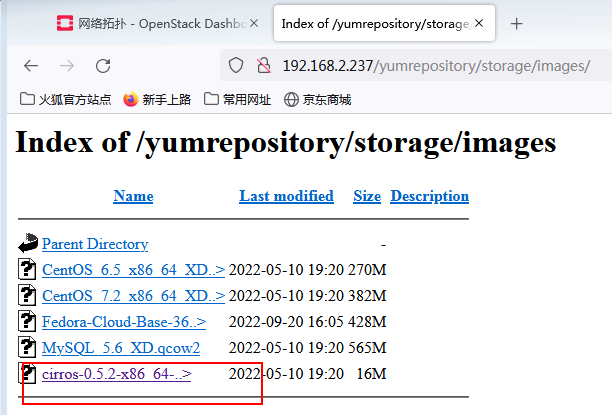 网络拓扑 - OpenStack Dashbo
Index of /yumrepository/storage/
192.168.2.237/yumrepository/storage/images/
火狐官方站点 新手上路 常用网址 京东商城
Index of /yumrepository/storage/images
Name Last modified Size Description
Parent Directory -
CentOS_6.5_x86_64_XD..> 2022-05-10 19:20 270M
CentOS_7.2_x86_64_XD..> 2022-05-10 19:20 382M
Fedora-Cloud-Base-36..> 2022-09-20 16:05 428M
MySQL_5.6_XD.qcow2 2022-05-10 19:20 565M
cirros-0.5.2-x86_64-..> 2022-05-10 19:20 16M